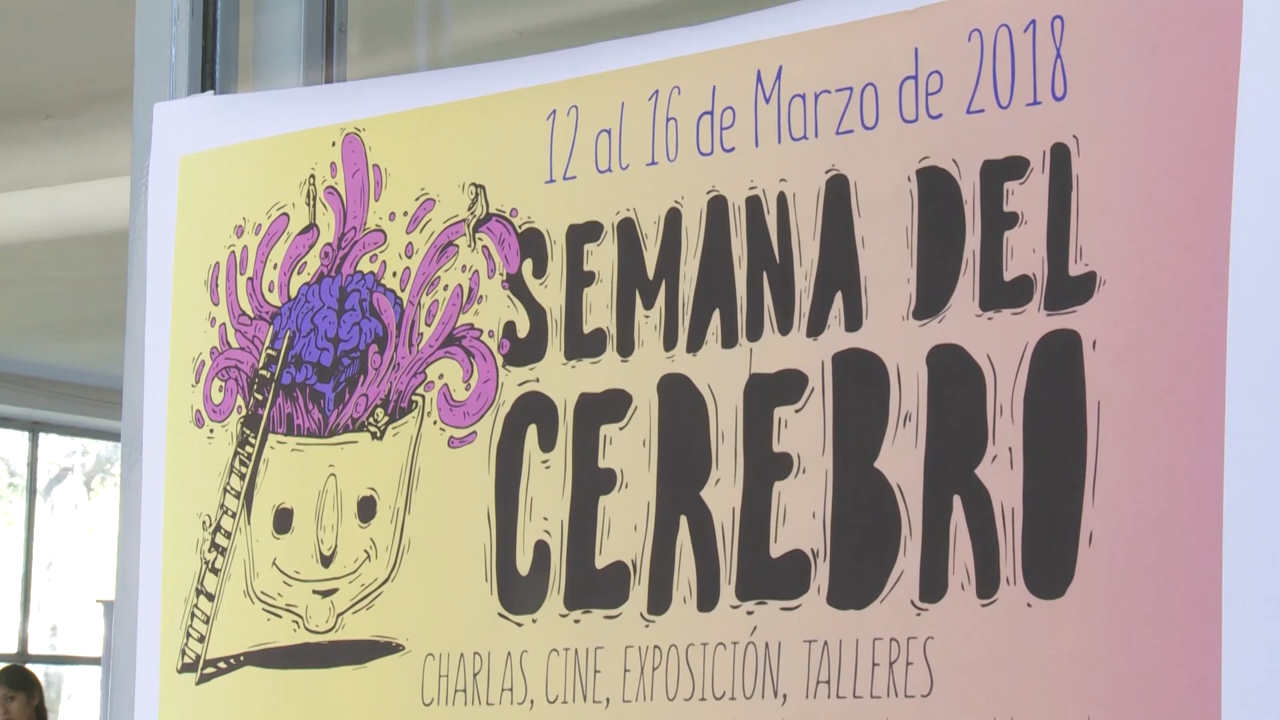 12 al 16 de Marzo de 2018
SEMANA DEL
CEREBRO
CHARLAS, CINE, EXPOSICIÓN, TALLERES